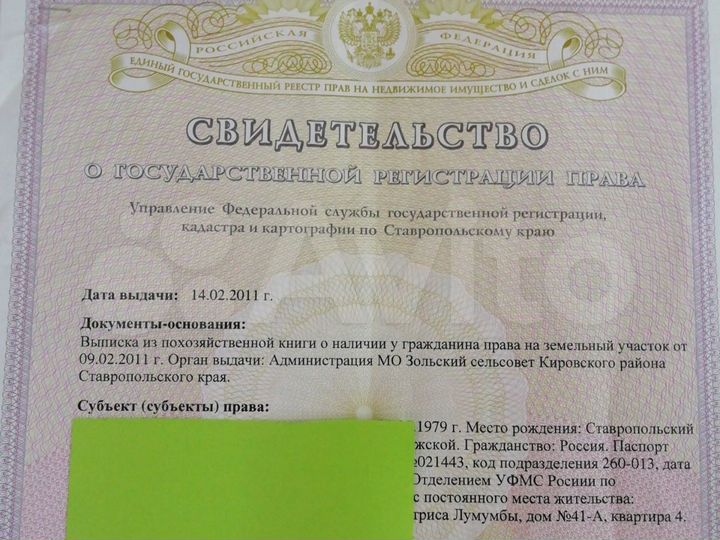 РОССИЙСКАЯ ФЕДЕРАЦИЯ
ЕДИНЫЙ ГОСУДАРСТВЕННЫЙ РЕЕСТР ПРАВ НА НЕДВИЖИМОЕ ИМУЩЕСТВО И СДЕЛОК С НИМ
СВИДЕТЕЛЬСТВО
О ГОСУДАРСТВЕННОЙ РЕГИСТРАЦИИ ПРАВА
Управление Федеральной службы государственной регистрации,
кадастра и картографии по Ставропольскому краю
Avito
Дата выдачи: 14.02.2011 г.
Документы-основания:
Выписка из похозяйственной книги о наличии у гражданина права на земельный участок от
09.02.2011 г. Орган выдачи: Администрация МО Зольский сельсовет Кировского района
Ставропольского края.
Субъект (субъекты) права:
.1979 г. Место рождения: Ставропольский
жской. Гражданство: Россия. Паспорт
№021443, код подразделения 260-013, дата
Отделением УФМС Росиии по
с постоянного места жительства:
триса Лумумбы, дом №41-А, квартира 4.